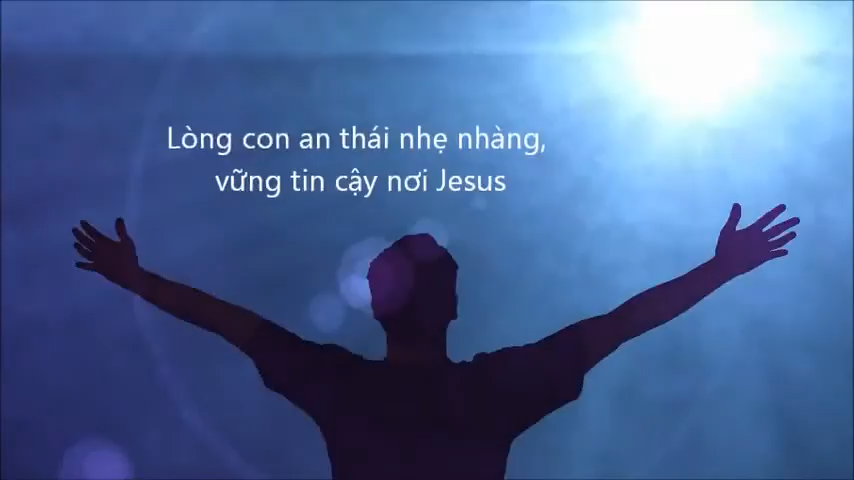 Lòng con an thái nhẹ nhàng,
vững tin cậy nơi Jesus